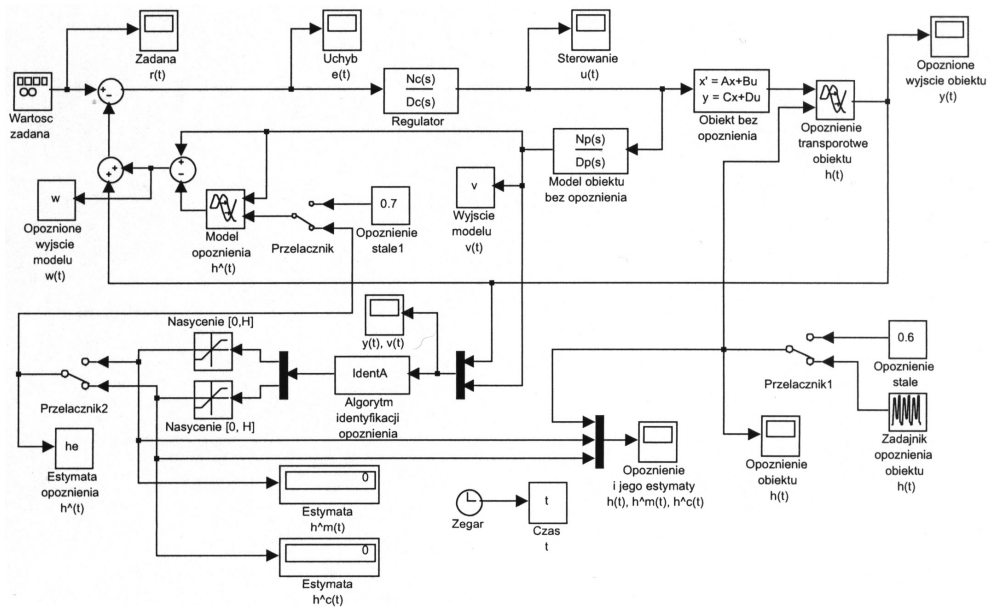 Wartosc
zadana
Zadana
r(t)
+
-
Uchyb
e(t)
Nc(s)
Dc(s)
Regulator
Sterowanie
u(t)
x' = Ax+Bu
y = Cx+Du
Obiekt bez
opoznienia
Opoznienie
transporotwe
obiektu
h(t)
Opoznione
wyjscie obiektu
y(t)
Np(s)
Dp(s)
Model obiektu
bez opoznienia
v
Wyjscie
modelu
v(t)
+
+
+
-
w
Opoznione
wyjscie
modelu
w(t)
Model
opoznienia
h^(t)
Przelacznik
0.7
Opoznienie
stale1
Nasycenie [0,H]
y(t), v(t)
IdentA
Algorytm
identyfikacji
opoznienia
Nasycenie [0, H]
Przelacznik2
he
Estymata
opoznienia
h^(t)
0
Estymata
h^m(t)
0
Estymata
h^c(t)
Zegar
t
Czas
t
Opoznienie
i jego estymaty
h(t), h^m(t), h^c(t)
Opoznienie
obiektu
h(t)
Przelacznik1
0.6
Opoznienie
stale
Zadajnik
opoznienia
obiektu
h(t)